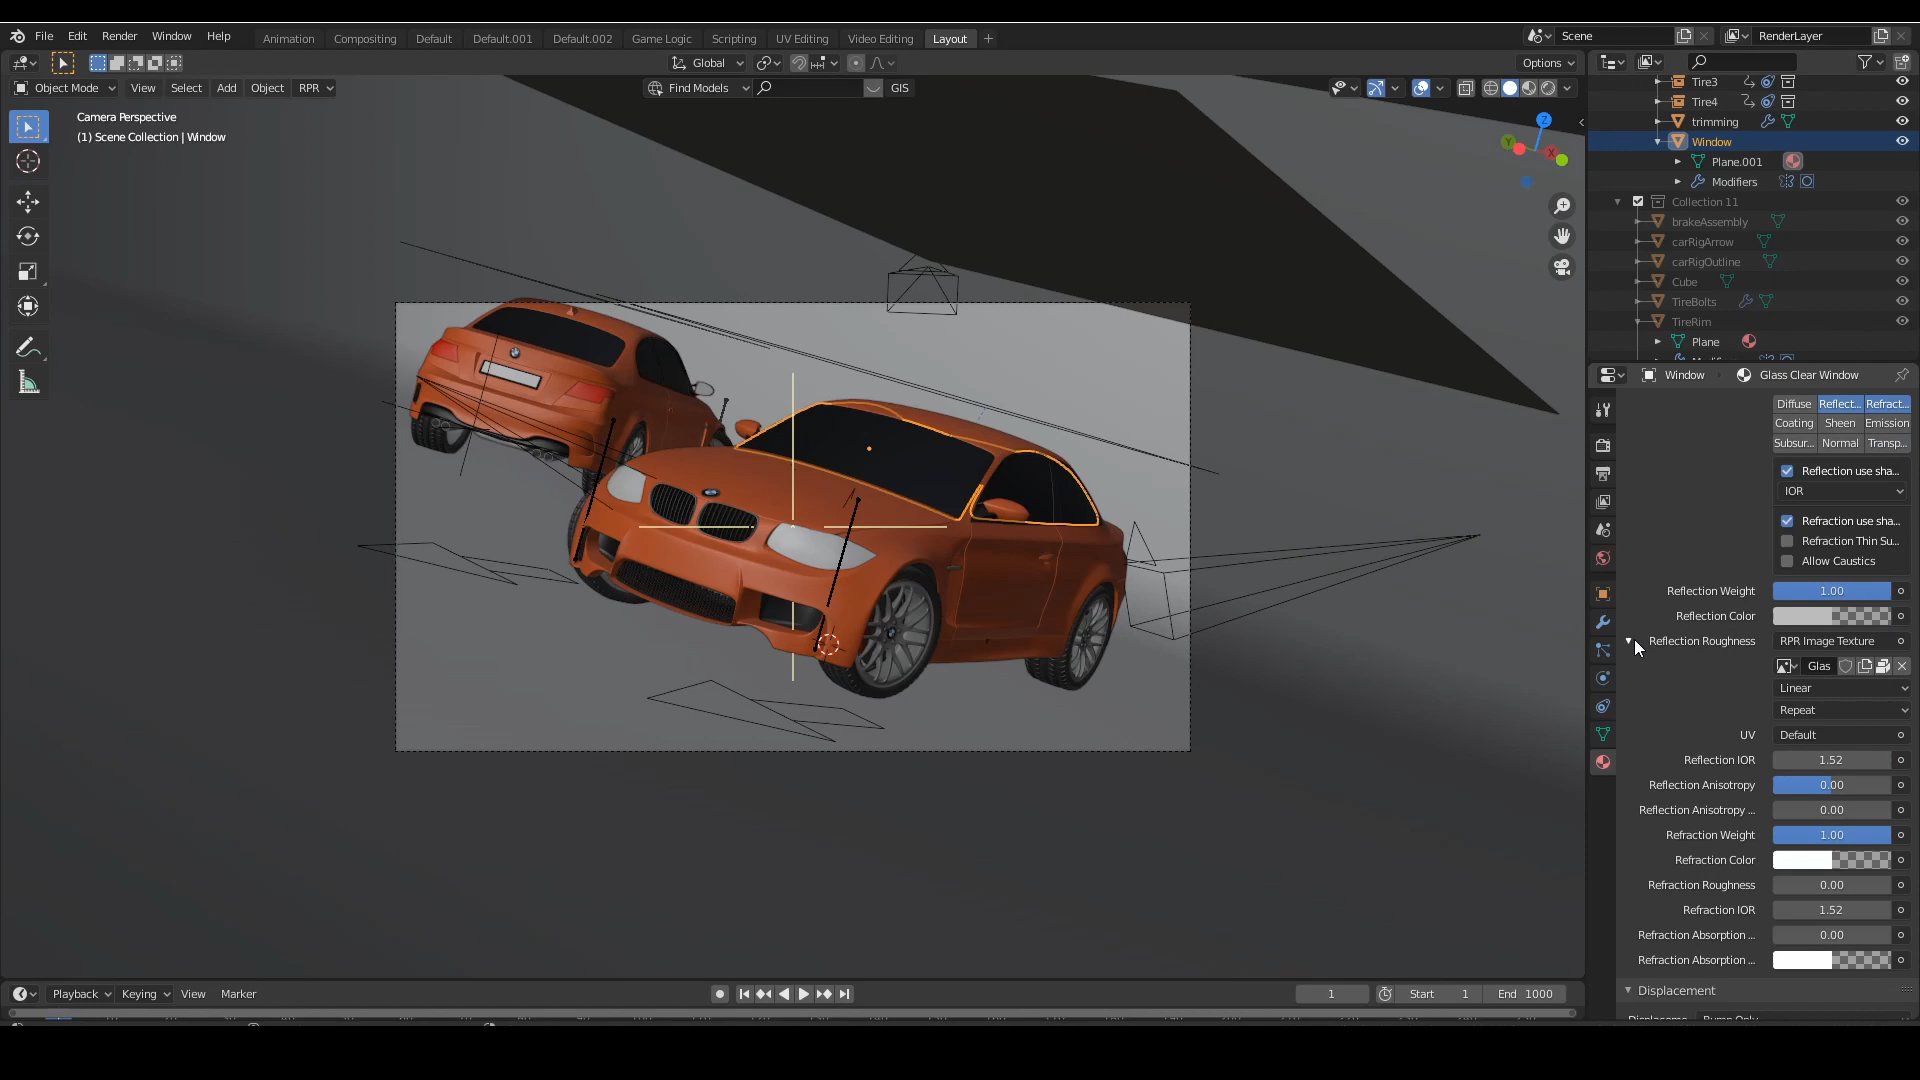 File Edit Render Window Help
Animation Compositing Default Default.001 Default.002 Game Logic Scripting UV Editing Video Editing Layout
Scene RenderLayer
Global Options
Object Mode View Select Add Object RPR Find Models GIS
Camera Perspective
(1) Scene Collection | Window
Z
Y
X
Tire3
Tire4
trimming
Window
Plane.001
Modifiers
Collection 11
brakeAssembly
carRigArrow
carRigOutline
Cube
TireBolts
TireRim
Plane
Window Glass Clear Window
Diffuse Reflect... Refract...
Coating Sheen Emission
Subsur... Normal Transp...
Reflection use sha...
IOR
Refraction use sha...
Refraction Thin Su...
Allow Caustics
Reflection Weight 1.00
Reflection Color
Reflection Roughness RPR Image Texture
Glas
Linear
Repeat
UV Default
Reflection IOR 1.52
Reflection Anisotropy 0.00
Reflection Anisotropy ... 0.00
Refraction Weight 1.00
Refraction Color
Refraction Roughness 0.00
Refraction IOR 1.52
Refraction Absorption ... 0.00
Refraction Absorption ...
Displacement
Playback Keying View Marker
1 Start 1 End 1000